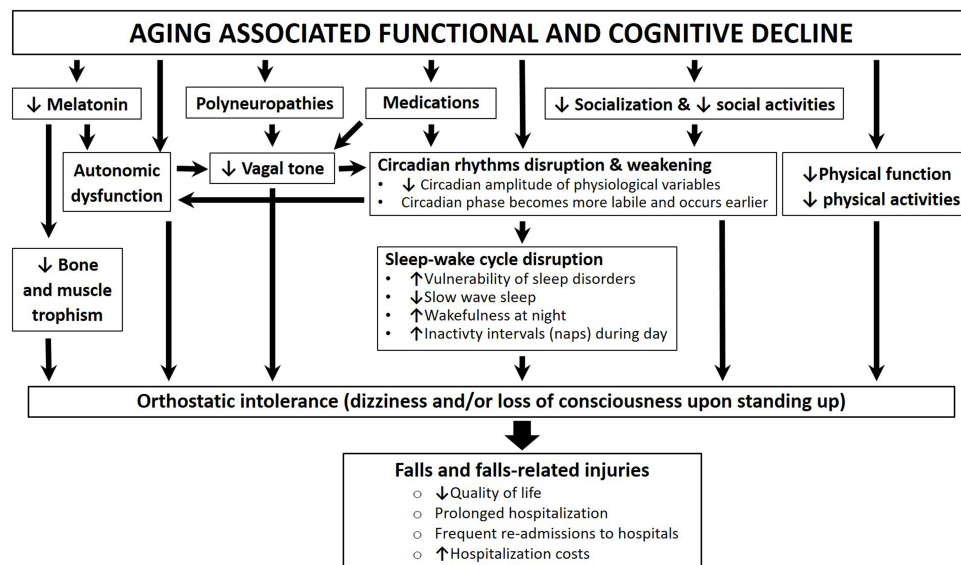 AGING ASSOCIATED FUNCTIONAL AND COGNITIVE DECLINE
↓ Melatonin
Polyneuropathies
Medications
↓ Socialization & ↓ social activities
Autonomic
dysfunction
↓ Vagal tone
Circadian rhythms disruption & weakening
• ↓ Circadian amplitude of physiological variables
• Circadian phase becomes more labile and occurs earlier
↓Physical function
↓ physical activities
↓ Bone
and muscle
trophism
Sleep-wake cycle disruption
• ↑Vulnerability of sleep disorders
• ↓Slow wave sleep
• ↑Wakefulness at night
• ↑Inactivty intervals (naps) during day
Orthostatic intolerance (dizziness and/or loss of consciousness upon standing up)
Falls and falls-related injuries
○ ↓Quality of life
○ Prolonged hospitalization
○ Frequent re-admissions to hospitals
○ ↑Hospitalization costs